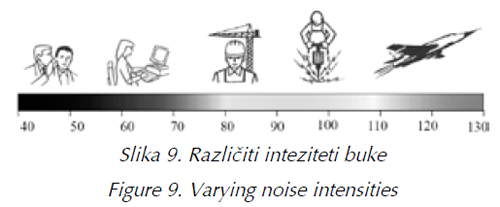 40 50 60 70 80 90 100 110 120 130
Slika 9. Različiti inteziteti buke
Figure 9. Varying noise intensities